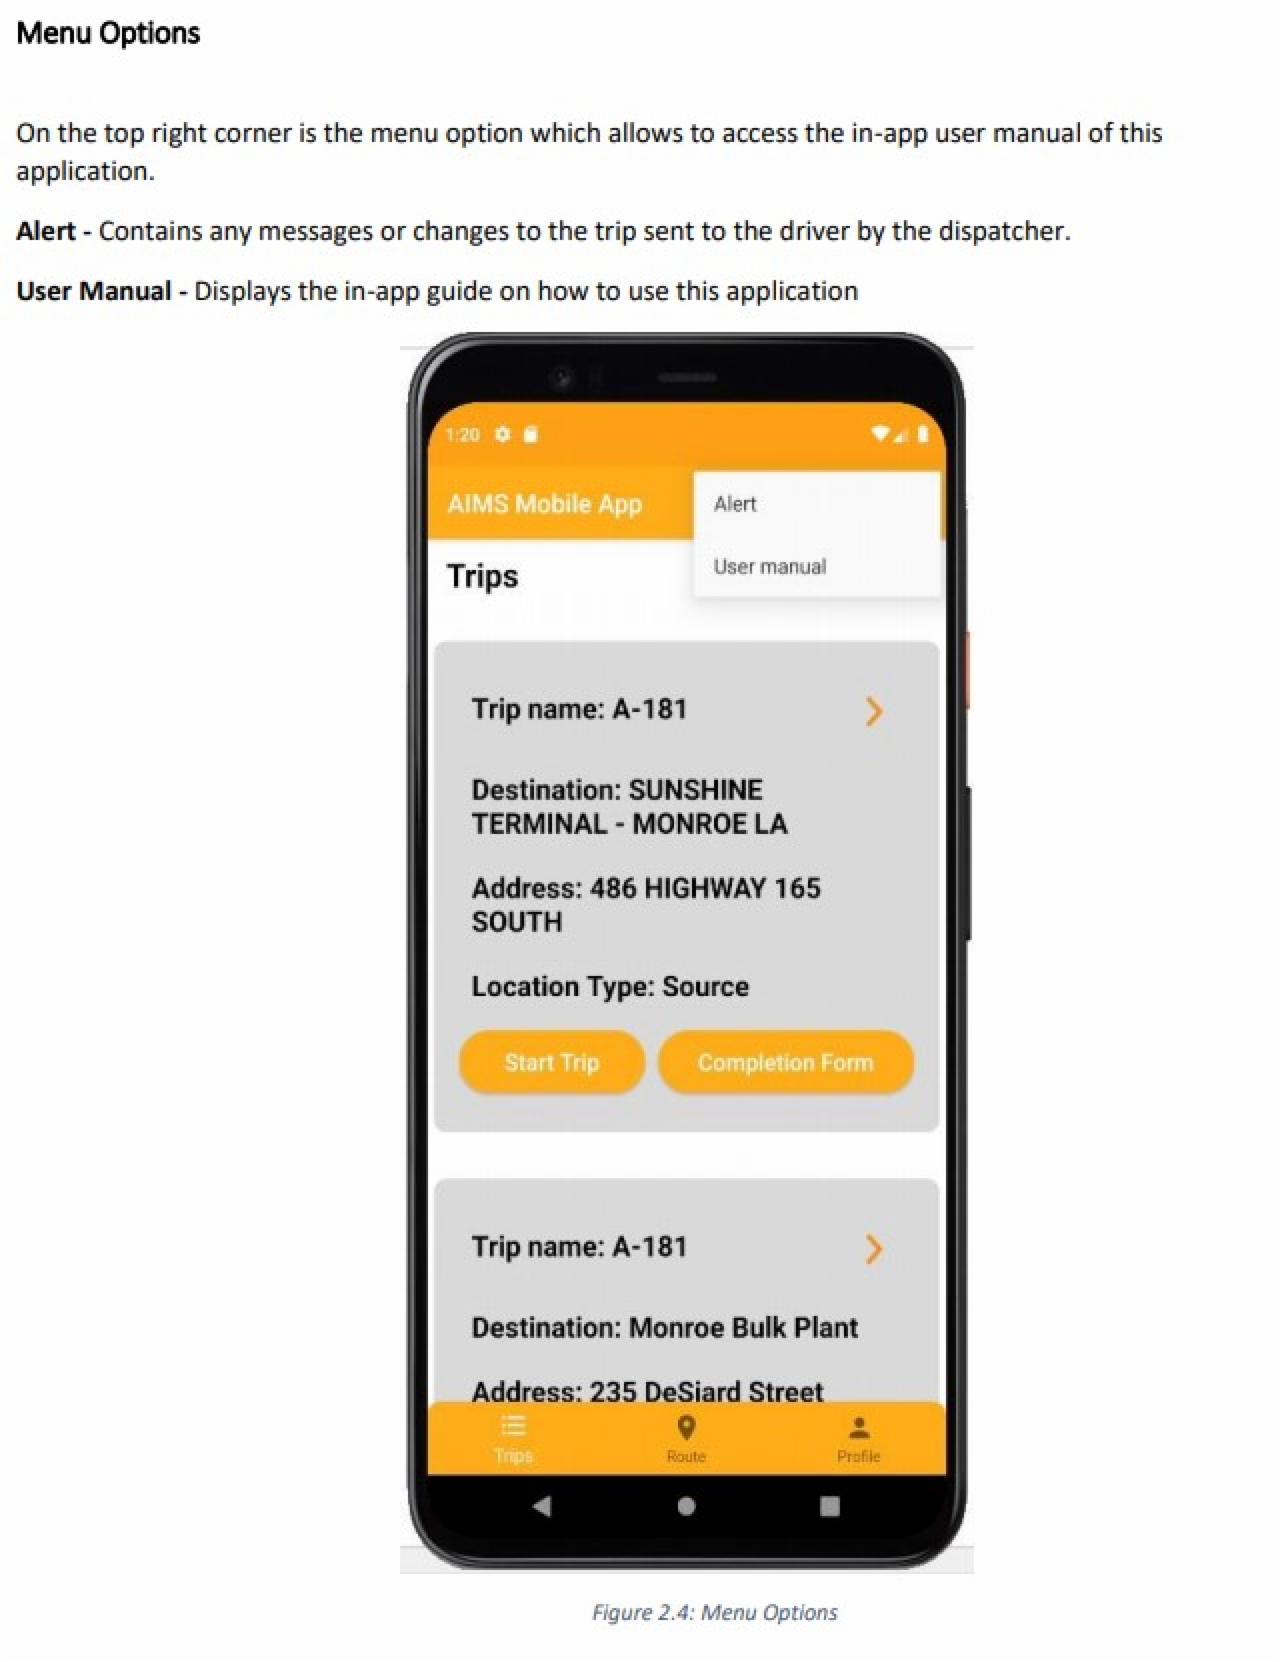 Menu Options
On the top right corner is the menu option which allows to access the in-app user manual of this
application.
Alert - Contains any messages or changes to the trip sent to the driver by the dispatcher.
User Manual - Displays the in-app guide on how to use this application
1:20
AIMS Mobile App
Alert
User manual
Trips
Trip name: A-181
Destination: SUNSHINE
TERMINAL - MONROE LA
Address: 486 HIGHWAY 165
SOUTH
Location Type: Source
Start Trip Completion Form
Trip name: A-181
Destination: Monroe Bulk Plant
Address: 235 DeSiard Street
Trips Route Profile
Figure 2.4: Menu Options